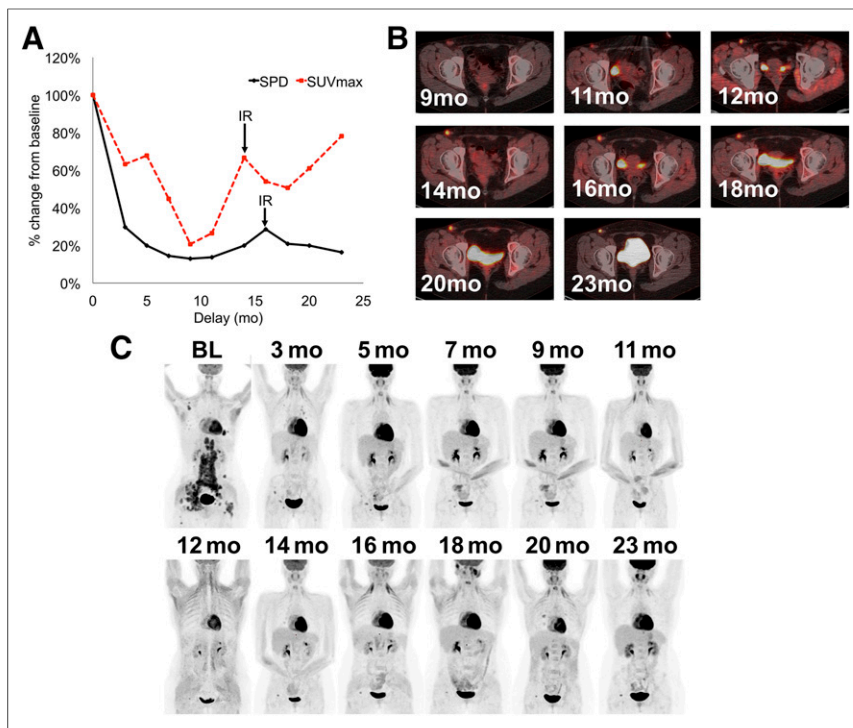 A
120%
100%
80%
60%
40%
20%
0%
% change from baseline
SPD SUVmax
IR
IR
0 5 10 15 20 25
Delay (mo)
B
9mo 11mo 12mo
14mo 16mo 18mo
20mo 23mo
C
BL 3 mo 5 mo 7 mo 9 mo 11 mo
12 mo 14 mo 16 mo 18 mo 20 mo 23 mo